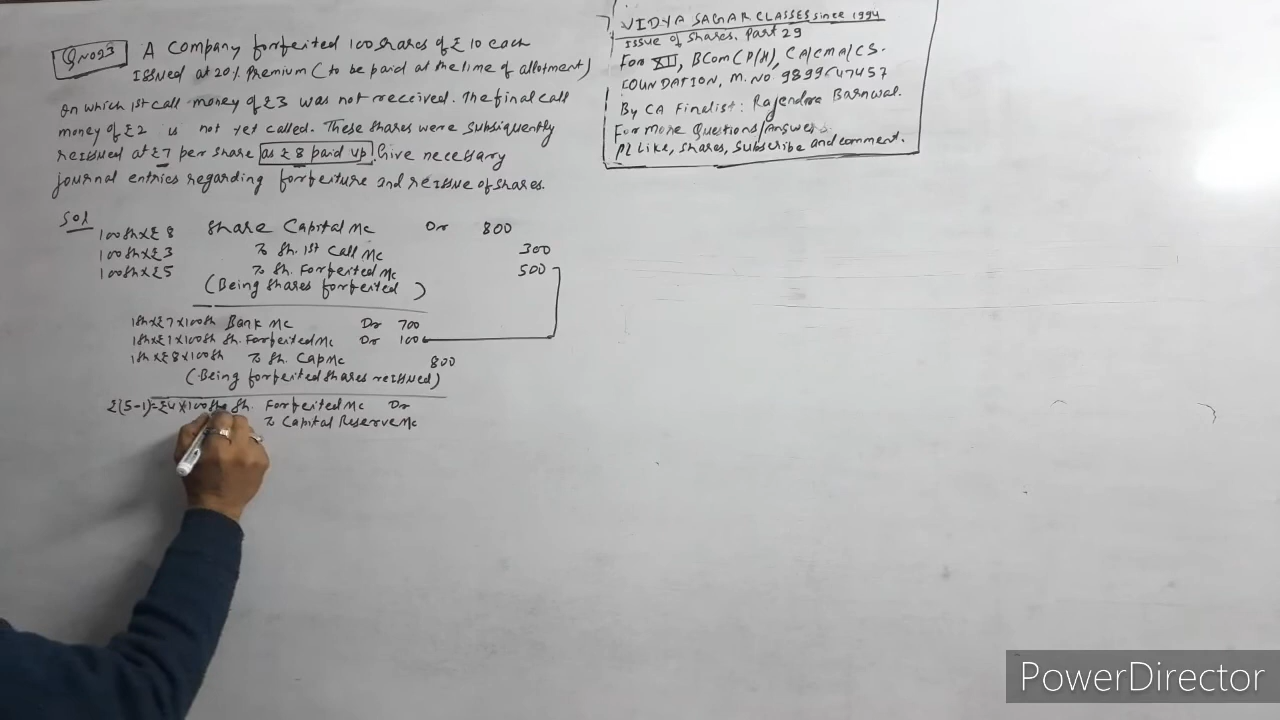 Q NO 23 A Company forfeited 100 shares of ₹ 10 each
Issued at 20% Premium (to be paid at the time of allotment)
on which 1st call money of ₹3 was not received. The final call
money of ₹2 is not yet called. These shares were subsiquently
reissued at ₹7 per share as ₹ 8 paid up. Give necessary
journal entries regarding forfeiture and reissue of shares.
VIDYA SAGAR CLASSES since 1994
Issue of shares. Part 29
For XII, BCom (P/H), CA/CMA/CS.
FOUNDATION, M. NO. 9899647457
By CA Finalist: Rajendra Barnwal.
For More Questions/Answers
Pl Like, Shares, Subscribe and comment.
Sol
100sh×₹8 Share Capital A/c Dr 800
100sh×₹3 To Sh. 1st Call A/c 300
100sh×₹5 To Sh. Forfeited A/c 500
(Being shares forfeited )
1sh×₹7×100sh Bank A/c Dr 700
1sh×₹1×100sh Sh. Forfeited A/c Dr 100
1sh×₹8×100sh To Sh. Cap A/c 800
(Being forfeited shares reissued)
₹(5-1)=₹4×100sh Sh. Forfeited A/c Dr
To Capital Reserve A/c
PowerDirector